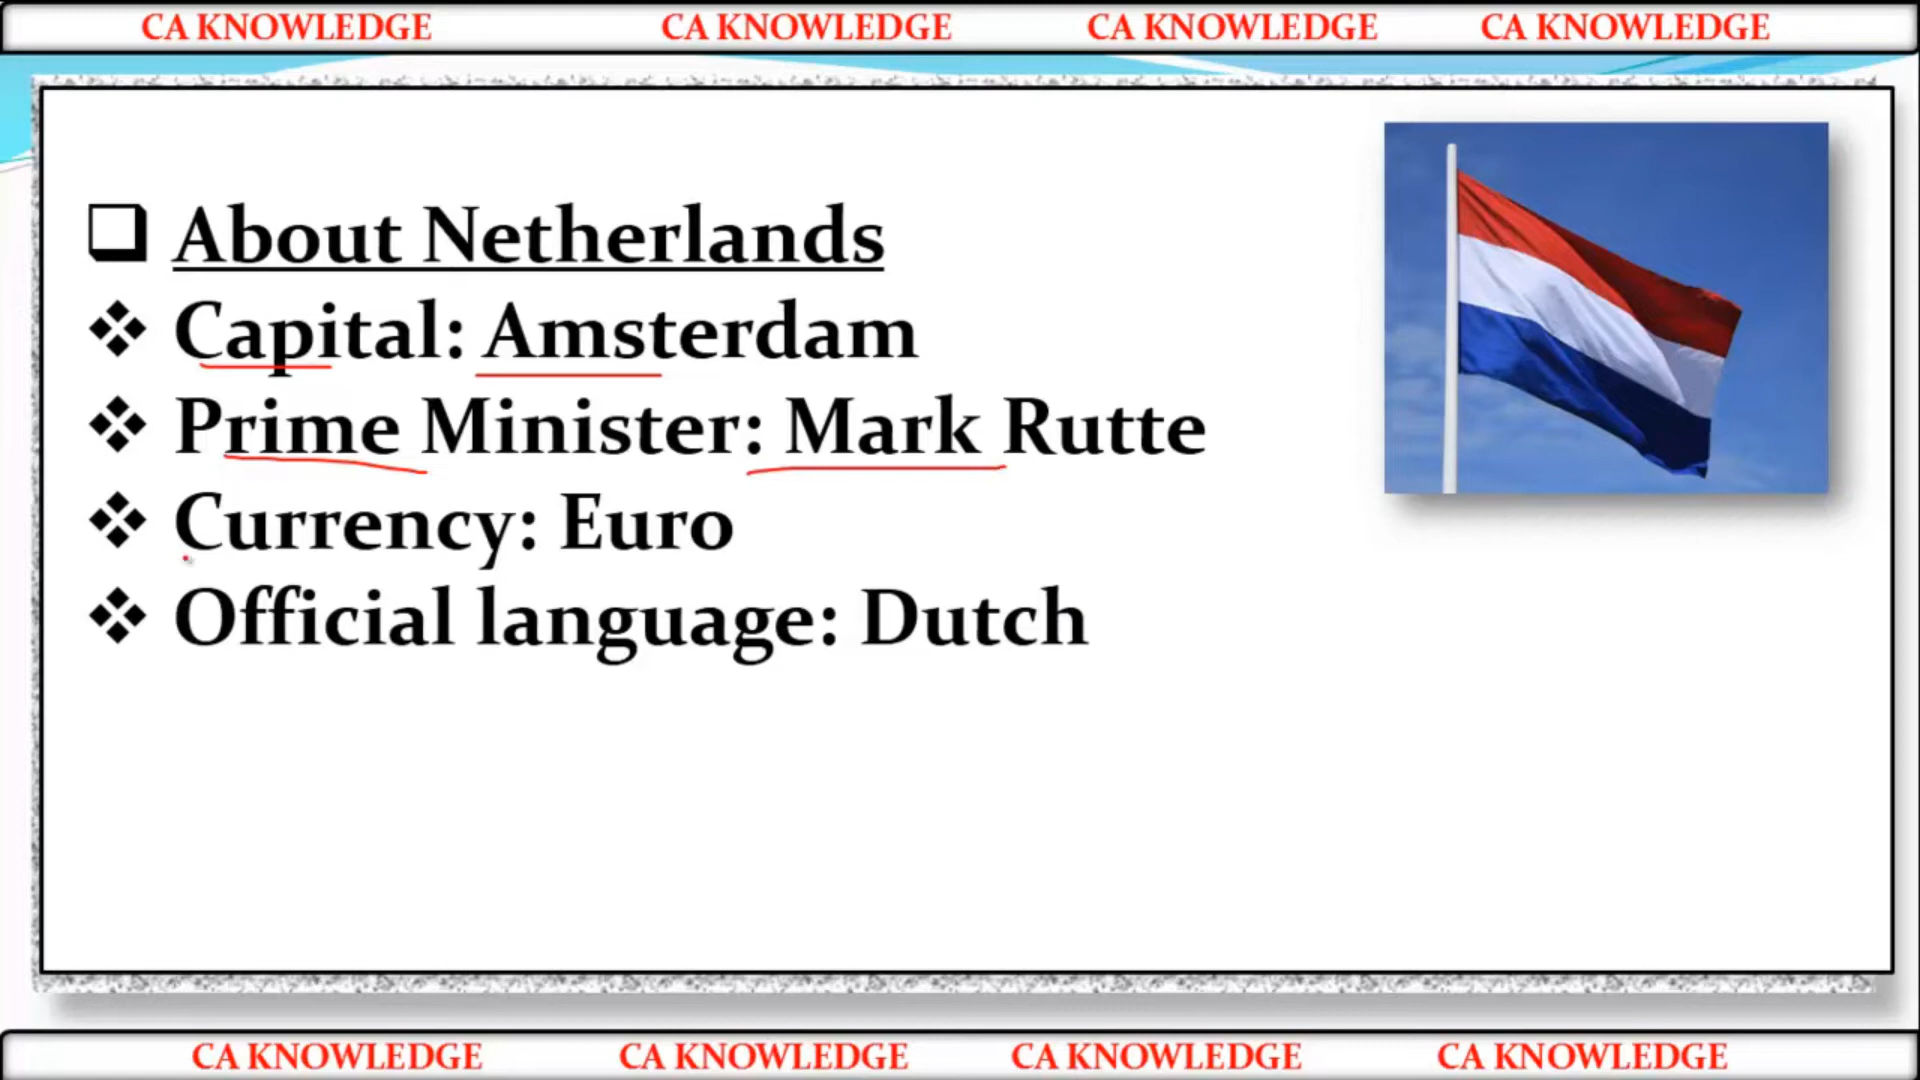 CA KNOWLEDGE CA KNOWLEDGE CA KNOWLEDGE CA KNOWLEDGE
About Netherlands
Capital: Amsterdam
Prime Minister: Mark Rutte
Currency: Euro
Official language: Dutch
CA KNOWLEDGE CA KNOWLEDGE CA KNOWLEDGE CA KNOWLEDGE